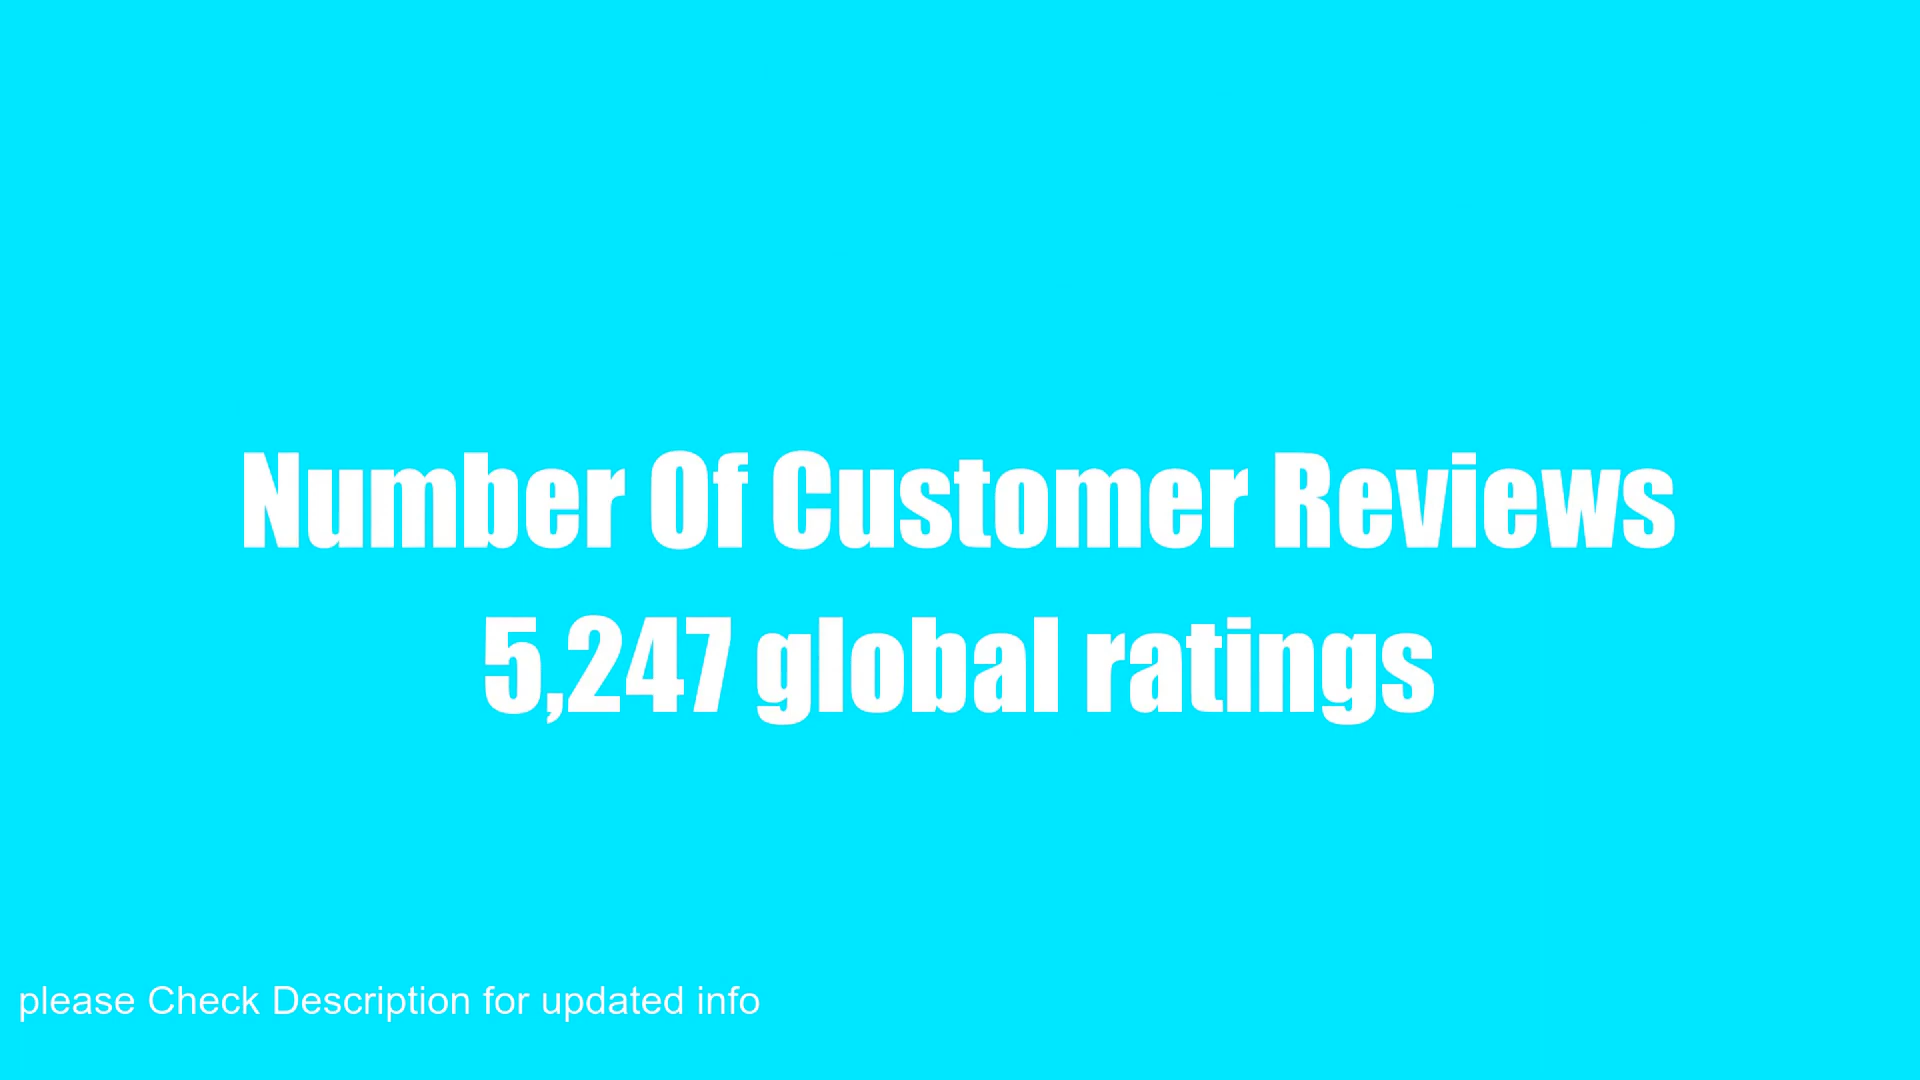 Number Of Customer Reviews
5,247 global ratings
please Check Description for updated info